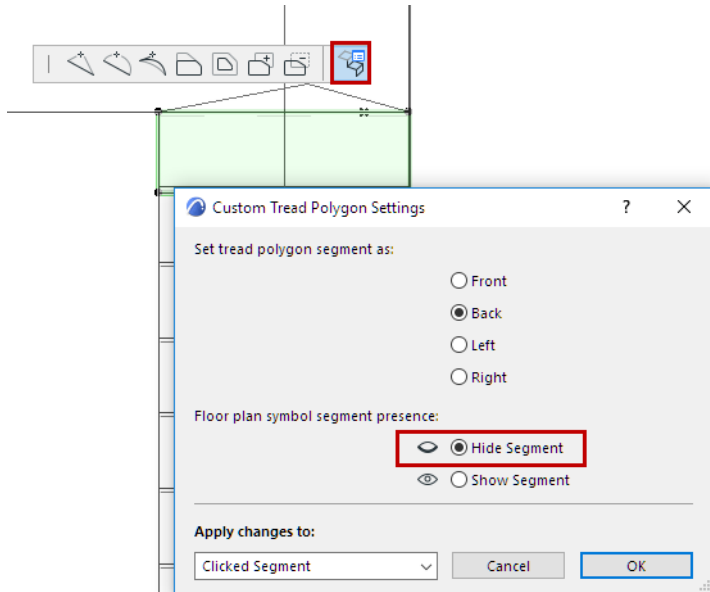 Custom Tread Polygon Settings ? ×
Set tread polygon segment as:
Front
Back
Left
Right
Floor plan symbol segment presence:
Hide Segment
Show Segment
Apply changes to:
Clicked Segment Cancel OK